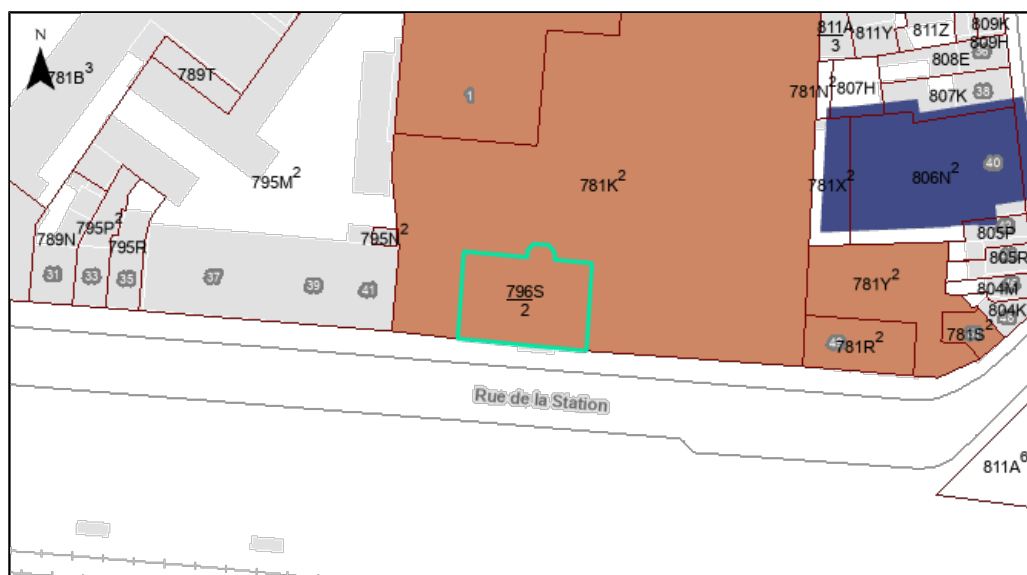 N
781B³
789T
795M²
795P²
789N
795R
795N²
31
33
35
37
39
41
1
781K²
796S
2
811A
3
811Y
811Z
809K
809H
808E
38
807K
807H
781N²
781X²
806N²
40
805P
805R
804M
804K
781Y²
781R²
781S²
Rue de la Station
811A⁶